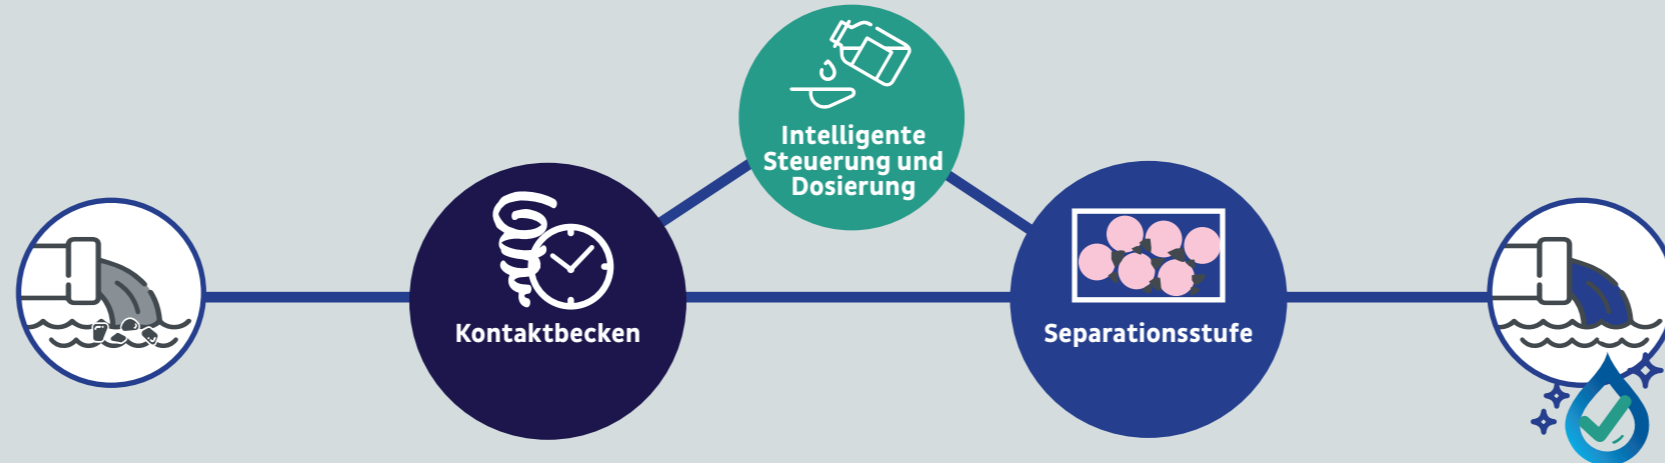 Intelligente
Steuerung und
Dosierung
Kontaktbecken
Separationsstufe